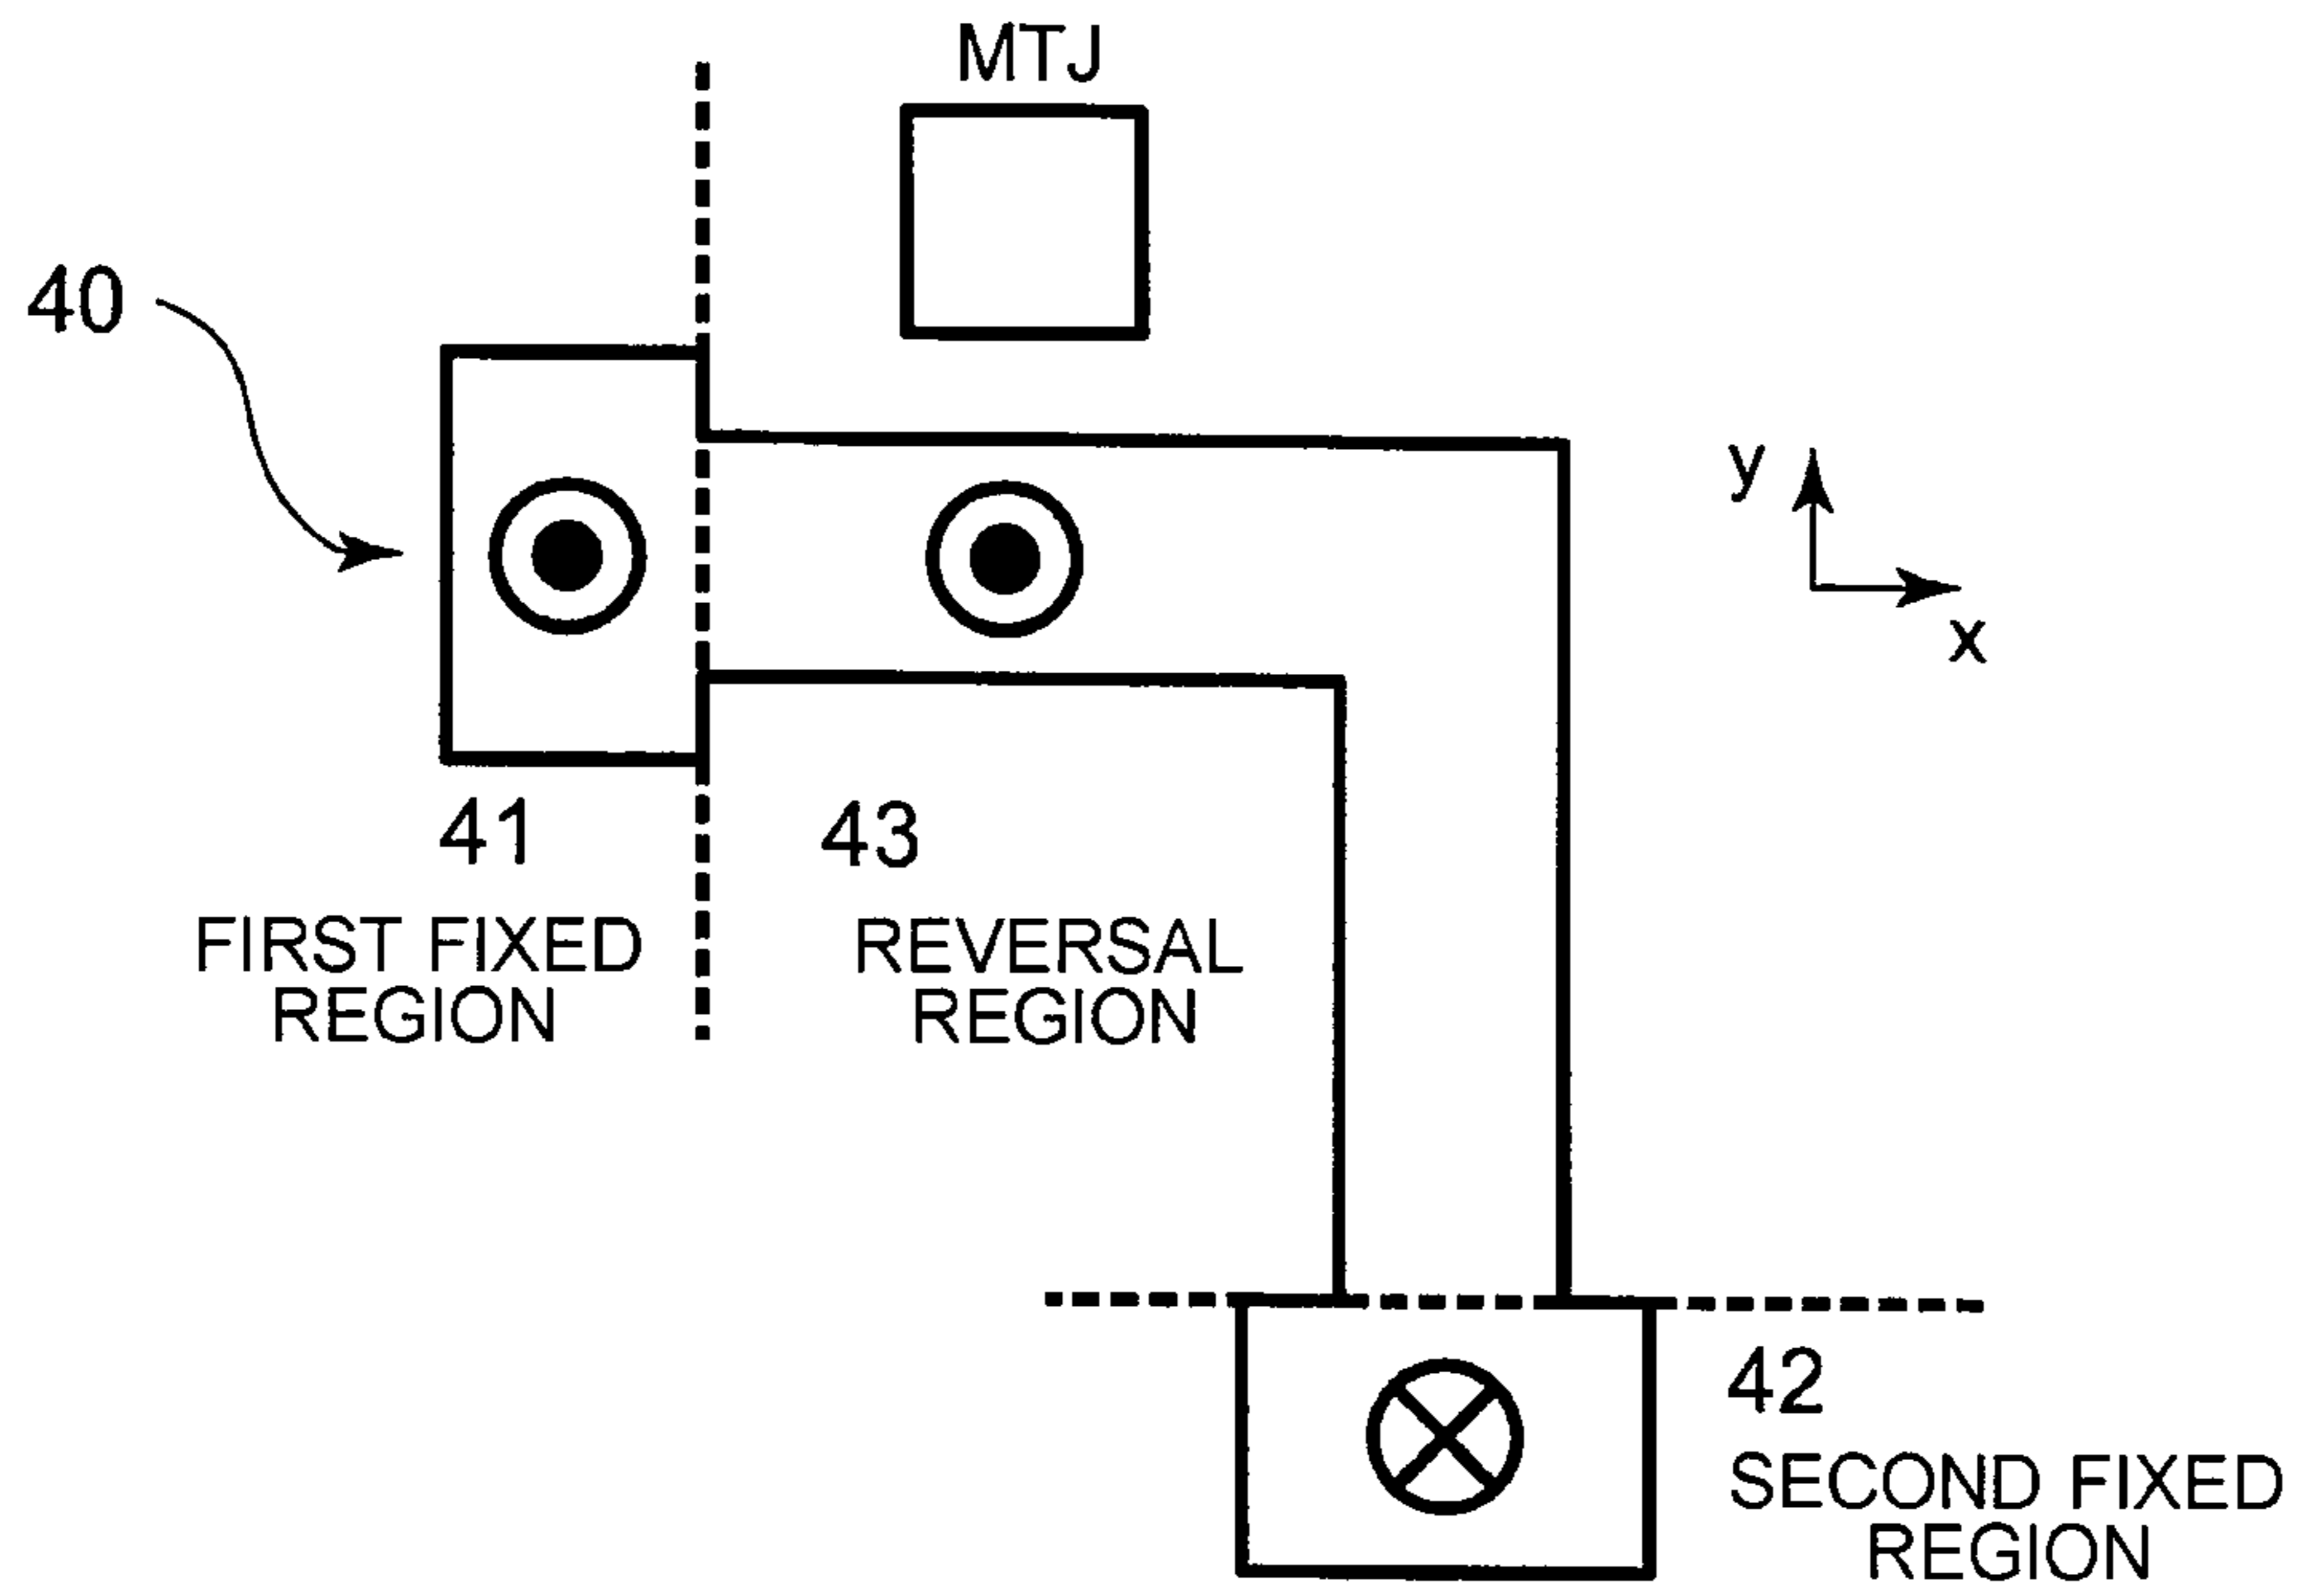 MTJ
40
y
x
41
FIRST FIXED
REGION
43
REVERSAL
REGION
42
SECOND FIXED
REGION